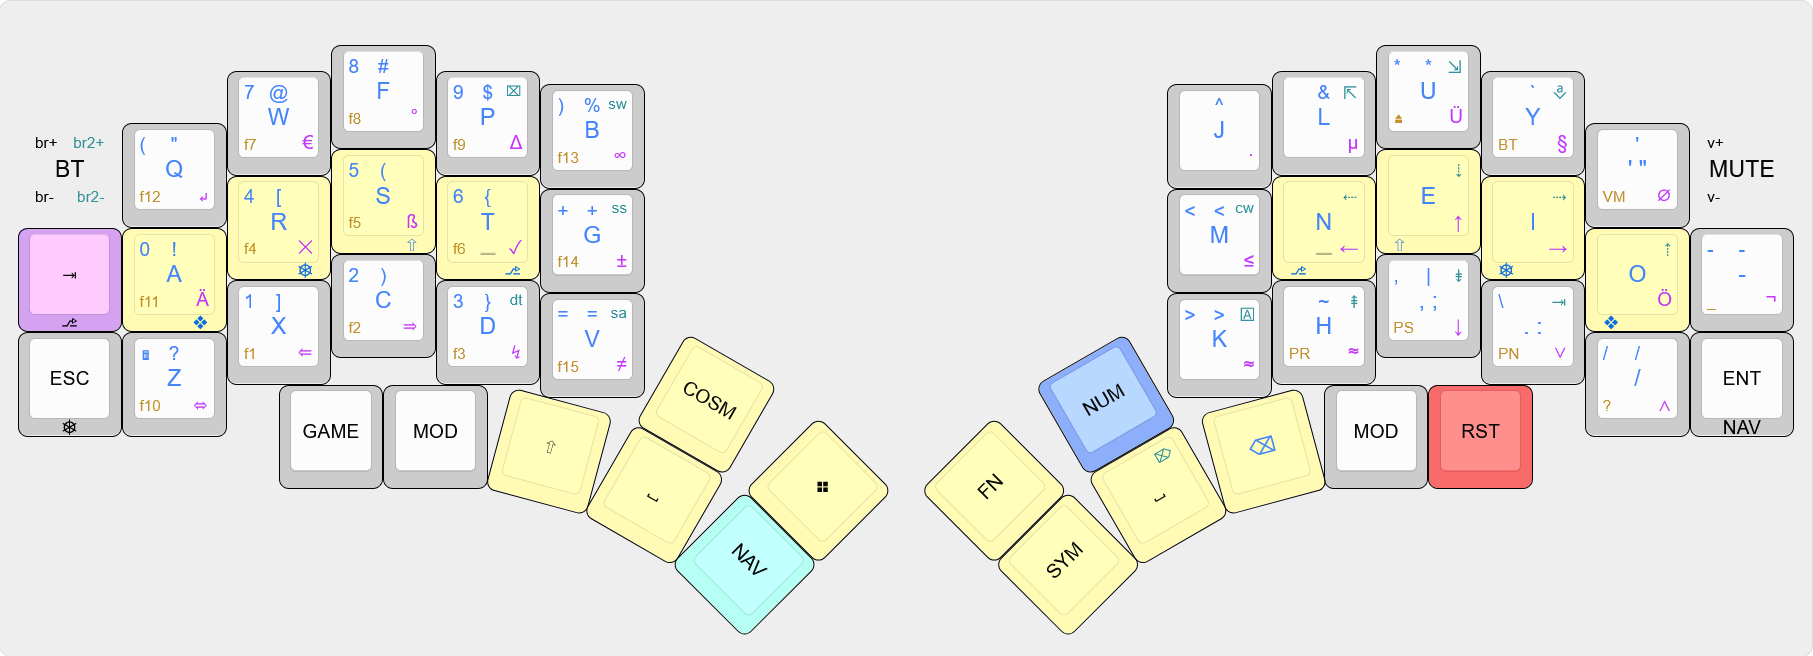 br+ br2+
BT
br- br2-
( "
Q
f12 ↲
7 @
W
f7 €
8 #
F
f8 °
9 $ ⌧
P
f9 Δ
) % sw
B
f13 ∞
⇥
⎇
0 !
A
f11 Ä
❖
4 [
R
f4 ╳
⎈
5 (
S
f5 ß
⇧
6 {
T
f6 _ ✓
⎇
+ + ss
G
f14 ±
ESC
⎈
?
Z
f10 ⇔
1 ]
X
f1 ⇐
2 )
C
f2 ⇒
3 } dt
D
f3 ↯
= = sa
V
f15 ≠
GAME
MOD
⇧
COSM
NAV
^
J
.
& ⇱
L
µ
* * ⇲
U
⏏ Ü
`
Y
BT §
'
' "
VM Ø
v+
MUTE
v-
< < cw
M
≤
⇠
N
_ ←
⎇
⇣
E
↑
⇧
⇢
I
→
⎈
⇡
O
Ö
❖
- -
-
_ ¬
> > A
K
≈
~ ⇞
H
PR ≈
, | ⇟
, ;
PS ↓
\ ⇥
. :
PN ∨
/ /
/
? ∧
ENT
NAV
NUM
FN
SYM
⌫
MOD
RST